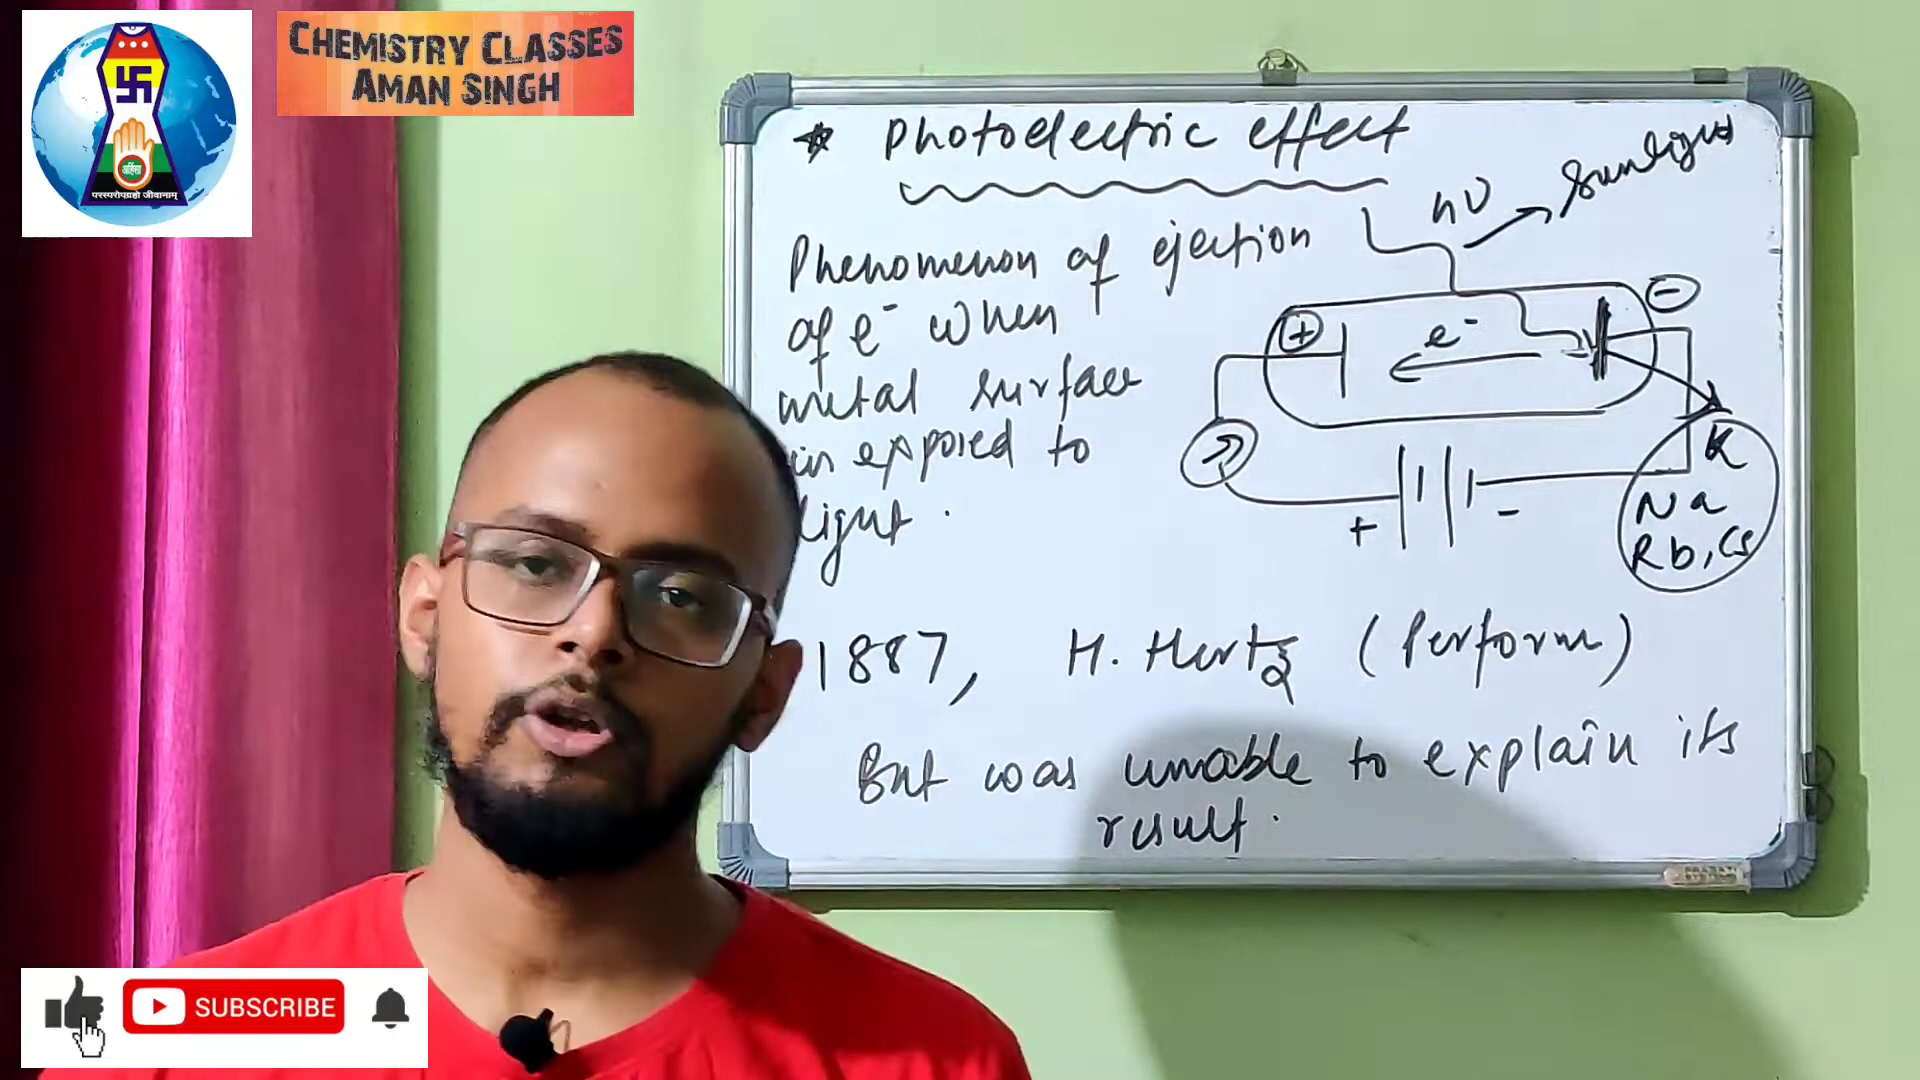 CHEMISTRY CLASSES
AMAN SINGH
अहिंसा
परस्परोपग्रहो जीवानाम्
* Photoelectric effect
hν
Sunlight
Phenomenon of ejection
of e⁻ when
metal surface
is exposed to
light.
+
e⁻
−
K
Na
Rb, Cs
+
−
1887, H. Hertz (Perform)
But was unable to explain its
result.
SUBSCRIBE